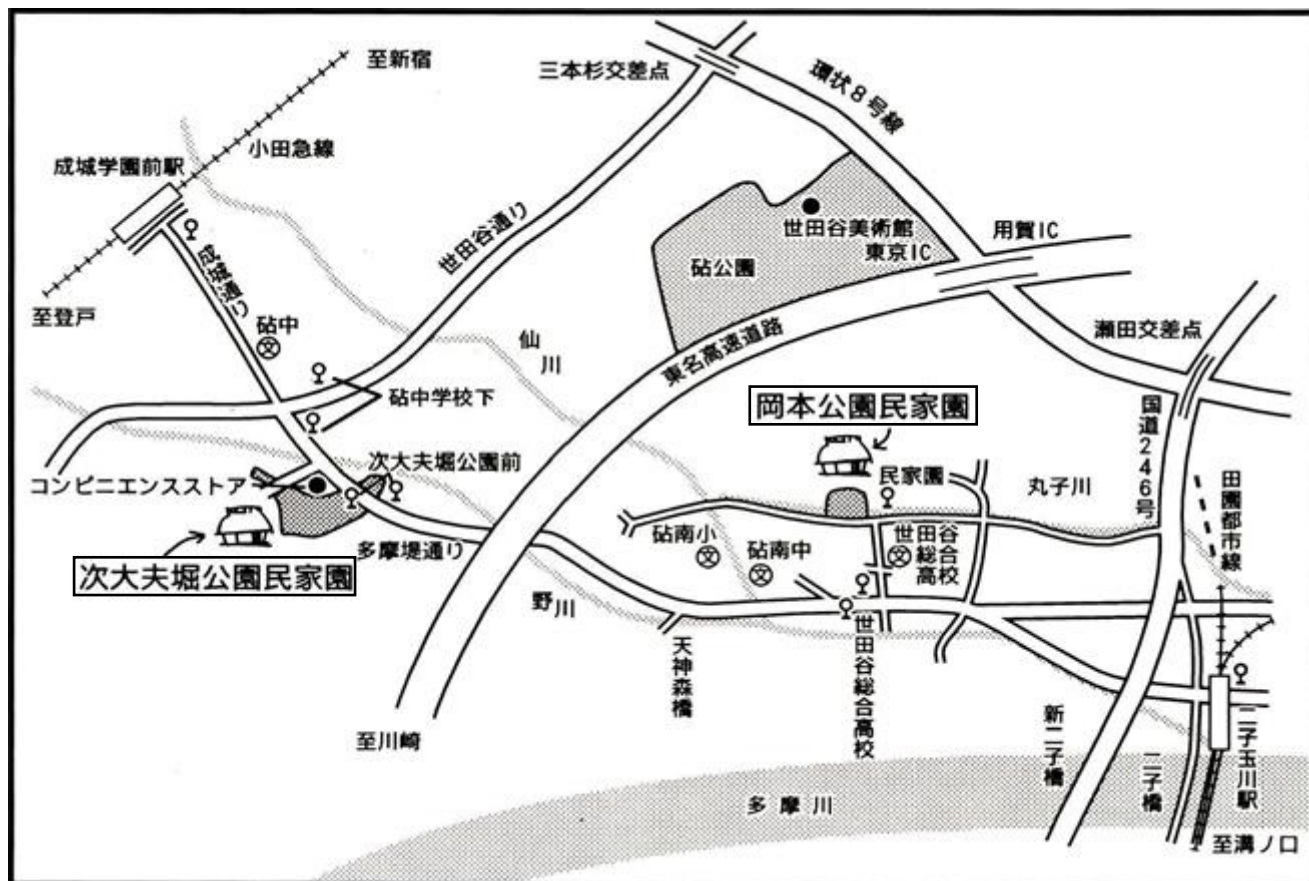 至新宿
三本杉交差点
環状8号線
小田急線
成城学園前駅
世田谷美術館
用賀IC
東京IC
砧公園
世田谷通り
成城通り
至登戸
砧中
文
仙川
東名高速道路
瀬田交差点
岡本公園民家園
国道246号
砧中学校下
次大夫堀公園前
コンビニエンスストア
民家園
丸子川
田園都市線
砧南小
文
砧南中
文
世田谷
総合
高校
文
多摩堤通り
次大夫堀公園民家園
野川
天神森橋
世田谷総合高校
至川崎
新二子橋
二子橋
二子玉川駅
多摩川
至溝ノ口